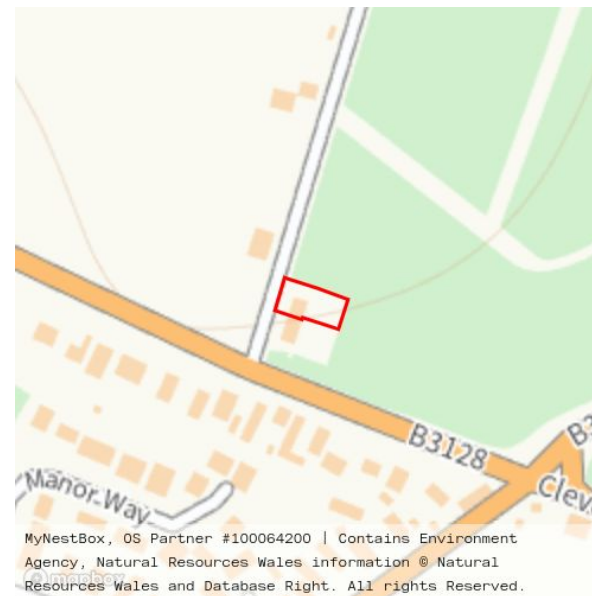 B3128
B3
Cleve
Manor Way
MyNestBox, OS Partner #100064200 | Contains Environment
Agency, Natural Resources Wales information © Natural
mapbox
Resources Wales and Database Right. All rights Reserved.